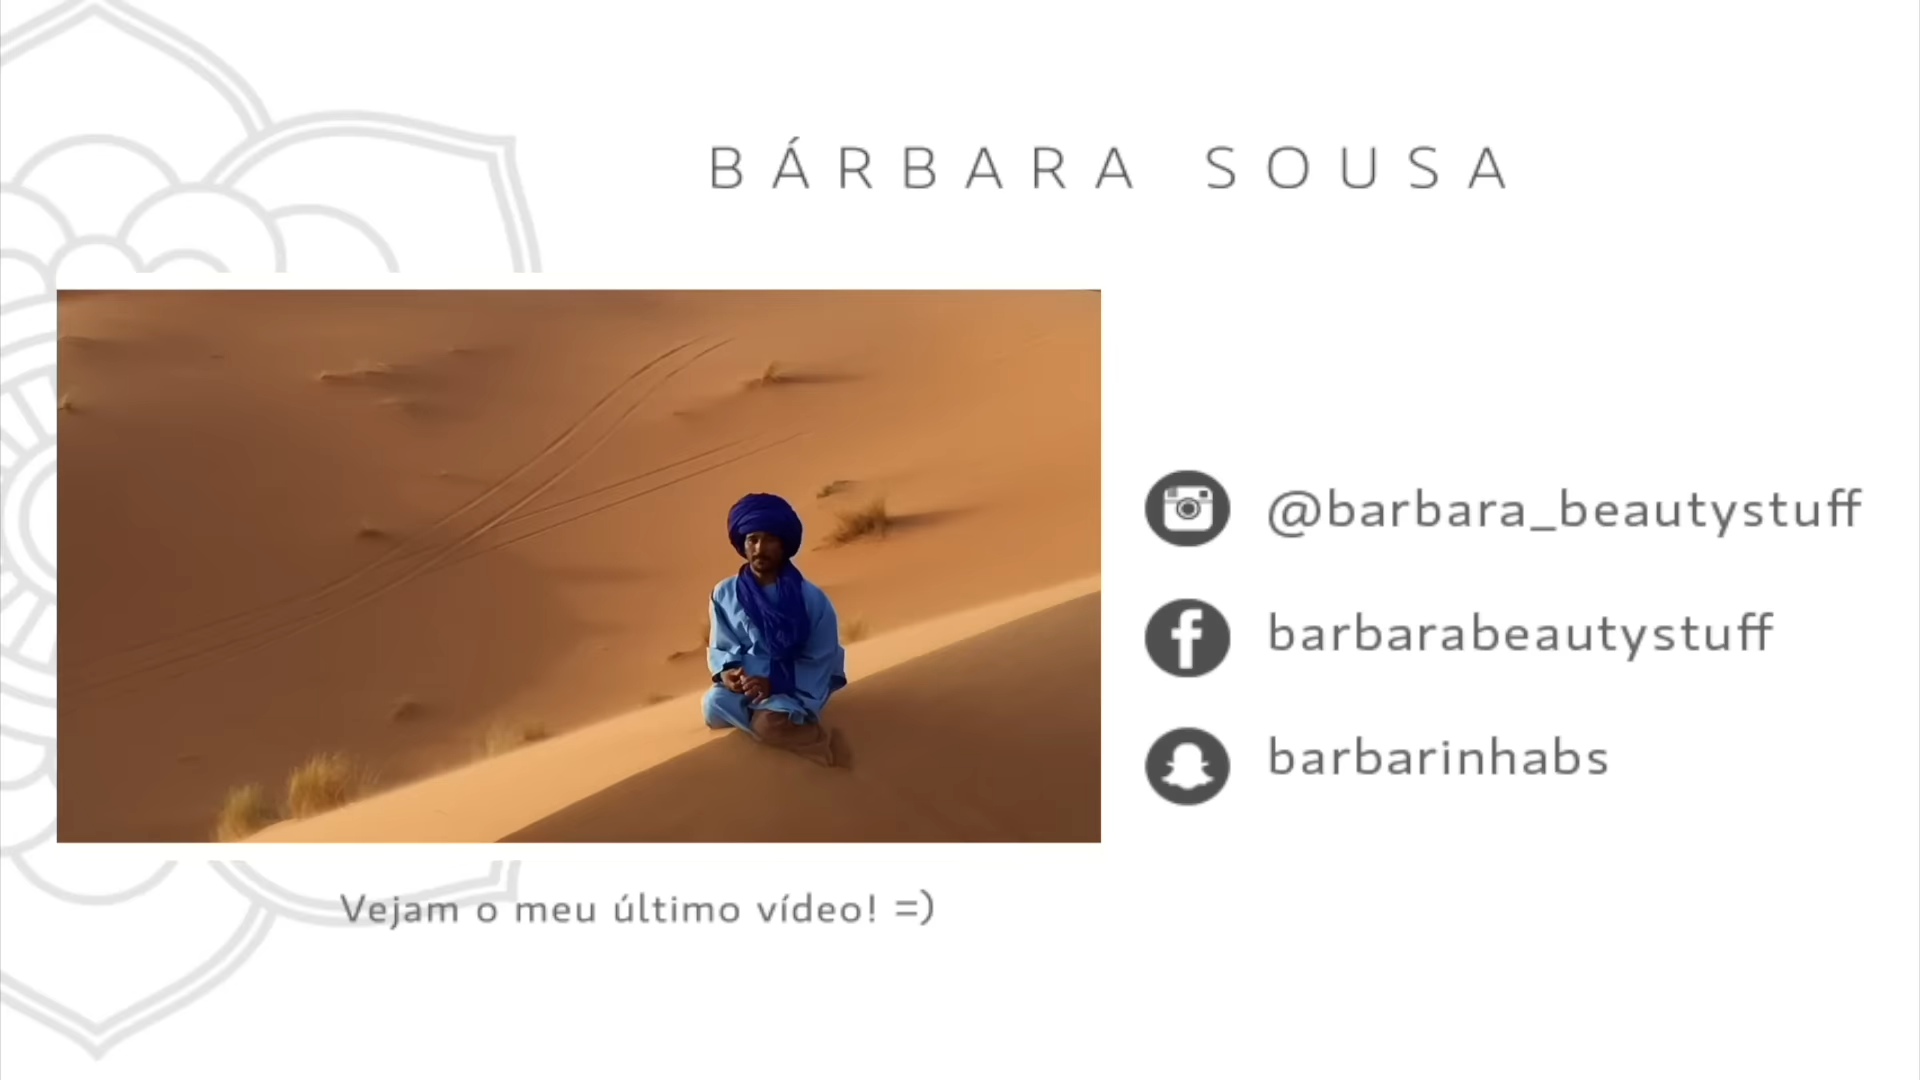 BÁRBARA SOUSA
@barbara_beautystuff
barbarabeautystuff
barbarinhabs
Vejam o meu último vídeo! =)